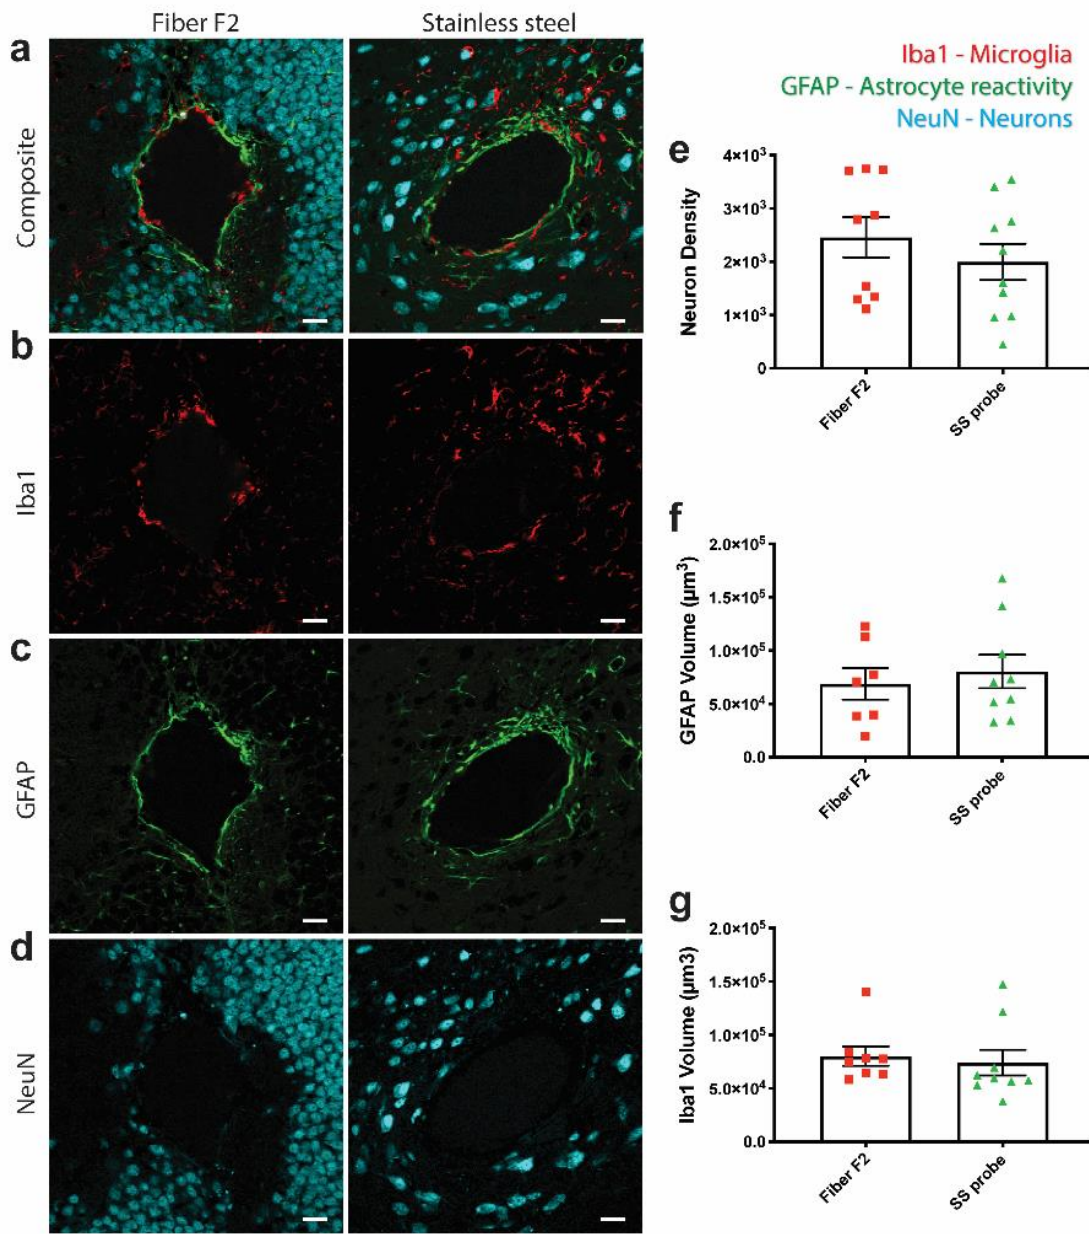 Fiber F2
Stainless steel
a
Composite
b
Iba1
c
GFAP
d
NeuN
Iba1 - Microglia
GFAP - Astrocyte reactivity
NeuN - Neurons
e
Neuron Density
4×10³
3×10³
2×10³
1×10³
0
Fiber F2
SS probe
f
GFAP Volume (µm³)
2.0×10⁵
1.5×10⁵
1.0×10⁵
5.0×10⁴
0.0
Fiber F2
SS probe
g
Iba1 Volume (µm3)
2.0×10⁵
1.5×10⁵
1.0×10⁵
5.0×10⁴
0.0
Fiber F2
SS probe